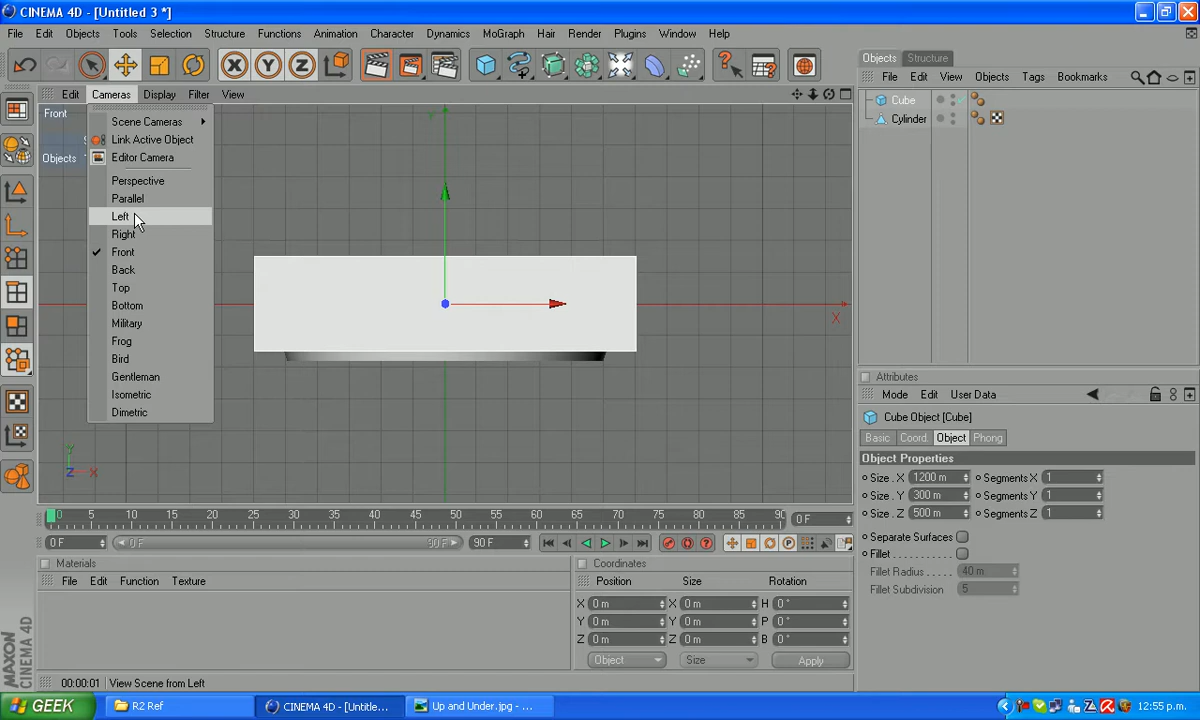 CINEMA 4D - [Untitled 3 *]
File Edit Objects Tools Selection Structure Functions Animation Character Dynamics MoGraph Hair Render Plugins Window Help
Objects Structure
File Edit View Objects Tags Bookmarks
Edit Cameras Display Filter View
Front
Objects
Scene Cameras
Link Active Object
Editor Camera
Perspective
Parallel
Left
Right
Front
Back
Top
Bottom
Military
Frog
Bird
Gentleman
Isometric
Dimetric
Y
X
Y
Z X
Cube
Cylinder
Attributes
Mode Edit User Data
Cube Object [Cube]
Basic Coord. Object Phong
Object Properties
Size . X 1200 m Segments X 1
Size . Y 300 m Segments Y 1
Size . Z 500 m Segments Z 1
Separate Surfaces
Fillet
Fillet Radius 40 m
Fillet Subdivision 5
0 5 10 15 20 25 30 35 40 45 50 55 60 65 70 75 80 85 90 0 F
0 F 0 F 90 F 90 F
Materials
File Edit Function Texture
Coordinates
Position Size Rotation
X 0 m X 0 m H 0 °
Y 0 m Y 0 m P 0 °
Z 0 m Z 0 m B 0 °
Object Size Apply
MAXON
CINEMA 4D
00:00:01 View Scene from Left
GEEK R2 Ref CINEMA 4D - [Untitle... Up and Under.jpg - ... 12:55 p.m.